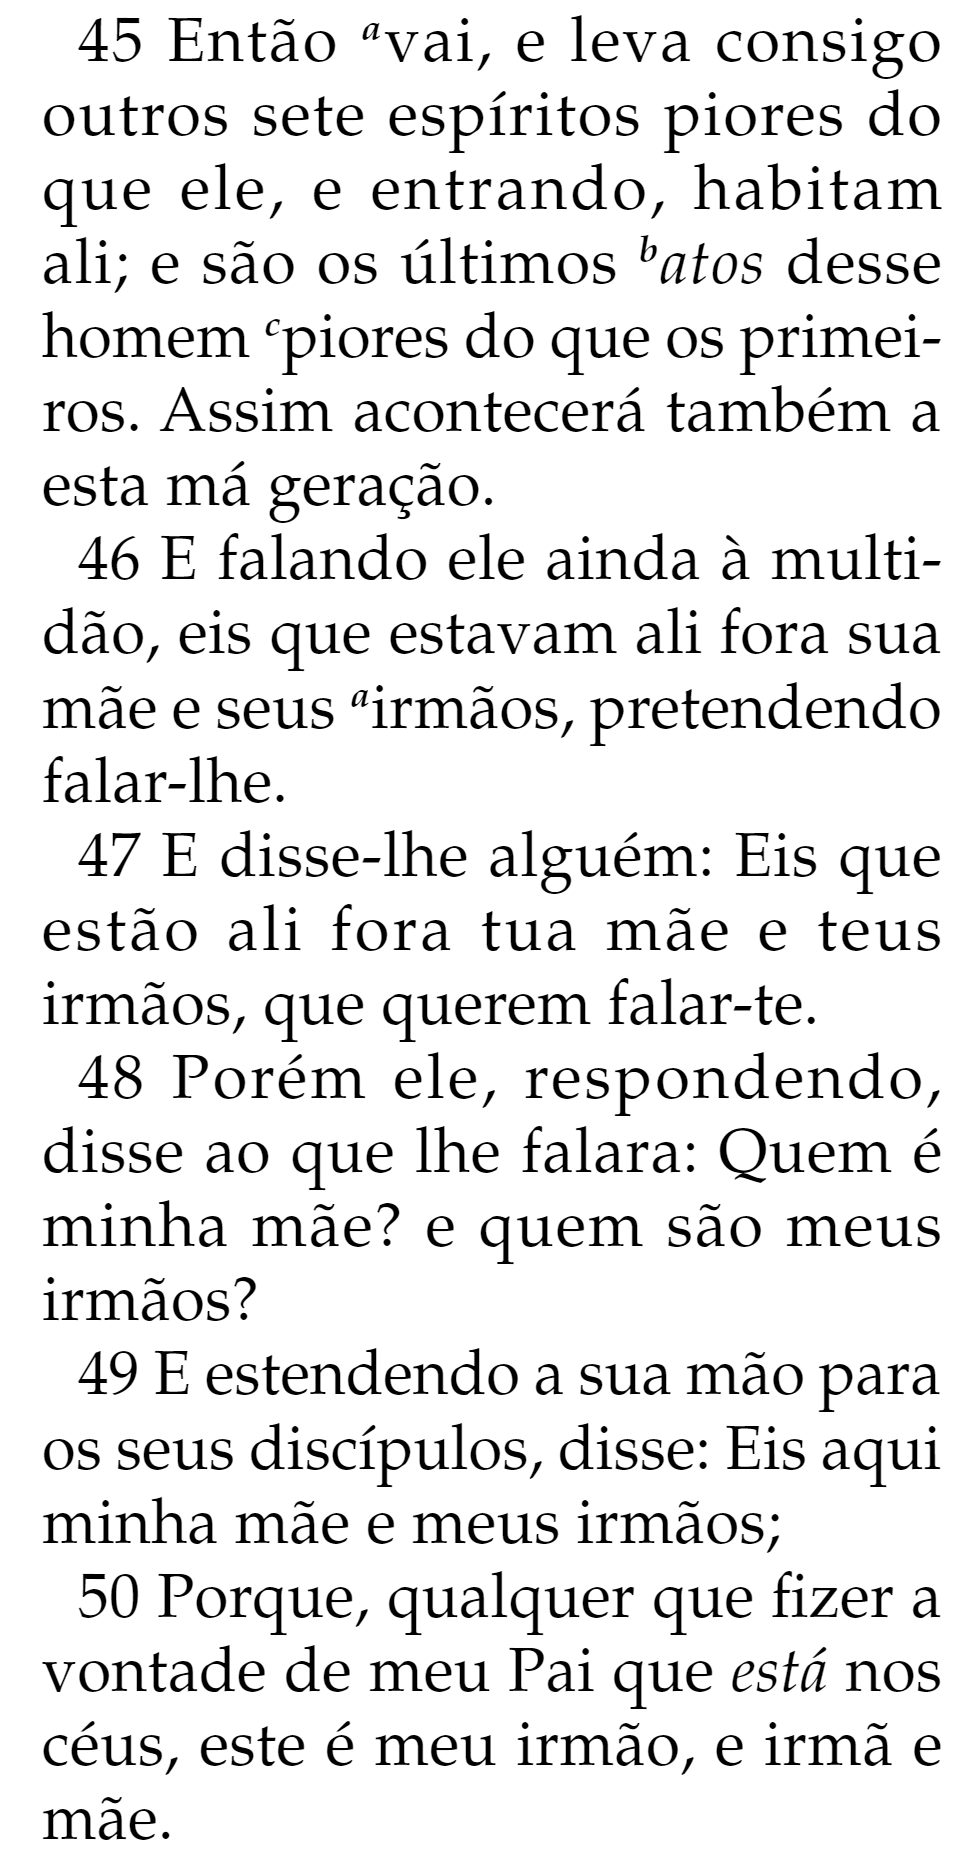 45 Então ᵃvai, e leva consigo
outros sete espíritos piores do
que ele, e entrando, habitam
ali; e são os últimos ᵇatos desse
homem ᶜpiores do que os primei-
ros. Assim acontecerá também a
esta má geração.
46 E falando ele ainda à multi-
dão, eis que estavam ali fora sua
mãe e seus ᵃirmãos, pretendendo
falar-lhe.
47 E disse-lhe alguém: Eis que
estão ali fora tua mãe e teus
irmãos, que querem falar-te.
48 Porém ele, respondendo,
disse ao que lhe falara: Quem é
minha mãe? e quem são meus
irmãos?
49 E estendendo a sua mão para
os seus discípulos, disse: Eis aqui
minha mãe e meus irmãos;
50 Porque, qualquer que fizer a
vontade de meu Pai que está nos
céus, este é meu irmão, e irmã e
mãe.